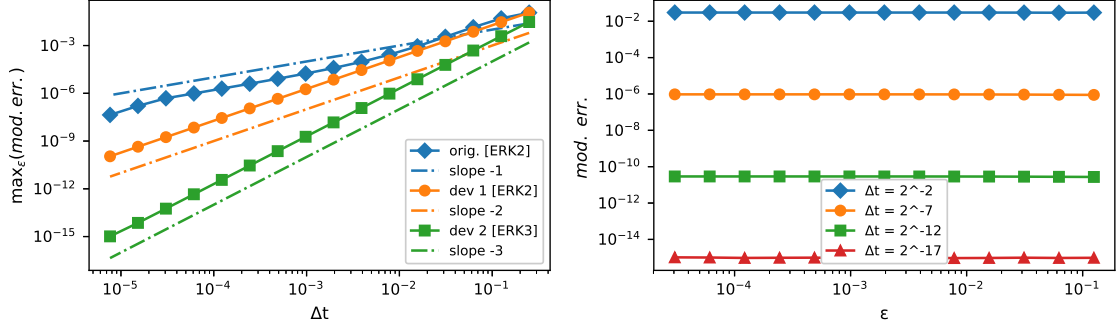 10⁻³
10⁻⁶
10⁻⁹
10⁻¹²
10⁻¹⁵
max_ε(mod. err.)
10⁻⁵
10⁻⁴
10⁻³
10⁻²
10⁻¹
Δt
orig. [ERK2]
slope -1
dev 1 [ERK2]
slope -2
dev 2 [ERK3]
slope -3
10⁻²
10⁻⁴
10⁻⁶
10⁻⁸
10⁻¹⁰
10⁻¹²
10⁻¹⁴
mod. err.
10⁻⁴
10⁻³
10⁻²
10⁻¹
ε
Δt = 2^-2
Δt = 2^-7
Δt = 2^-12
Δt = 2^-17